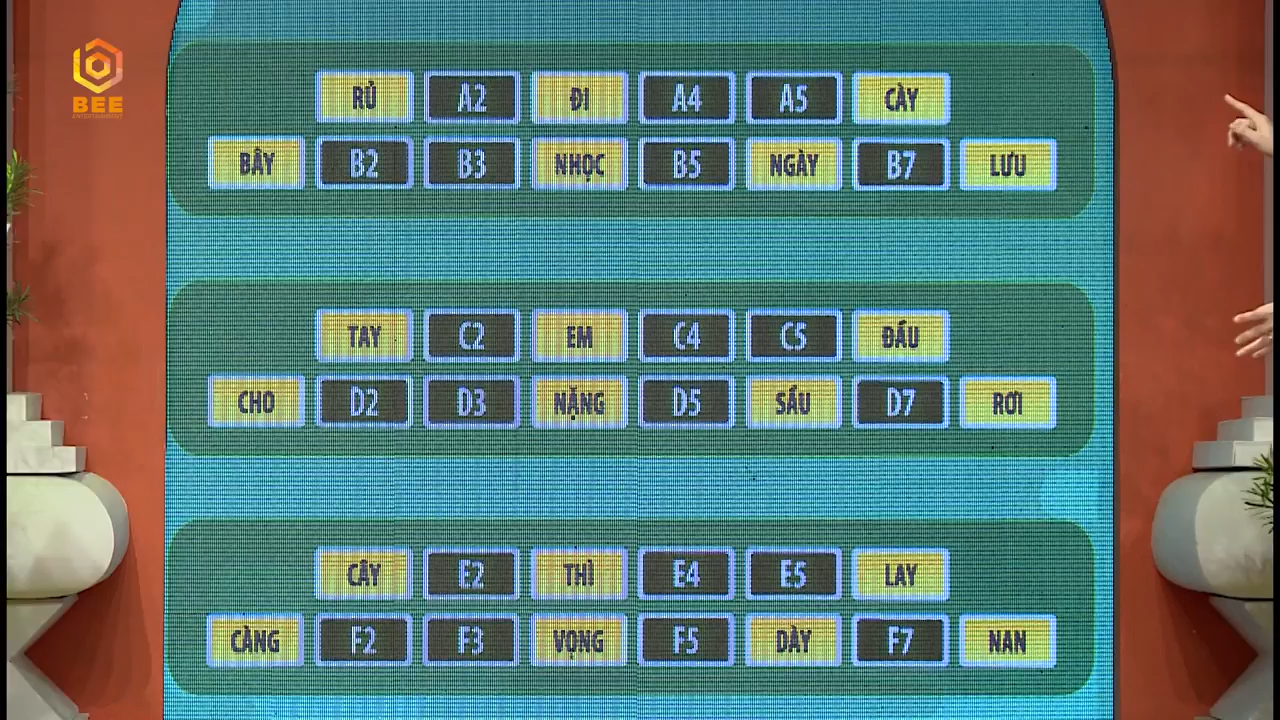 BEE
ENTERTAINMENT
RỦ A2 ĐI A4 A5 CÀY
BÂY B2 B3 NHỌC B5 NGÀY B7 LƯU
TAY C2 EM C4 C5 ĐẦU
CHO D2 D3 NẶNG D5 SẦU D7 RƠI
CÂY E2 THÌ E4 E5 LAY
CÀNG F2 F3 VỌNG F5 DÀY F7 NAN